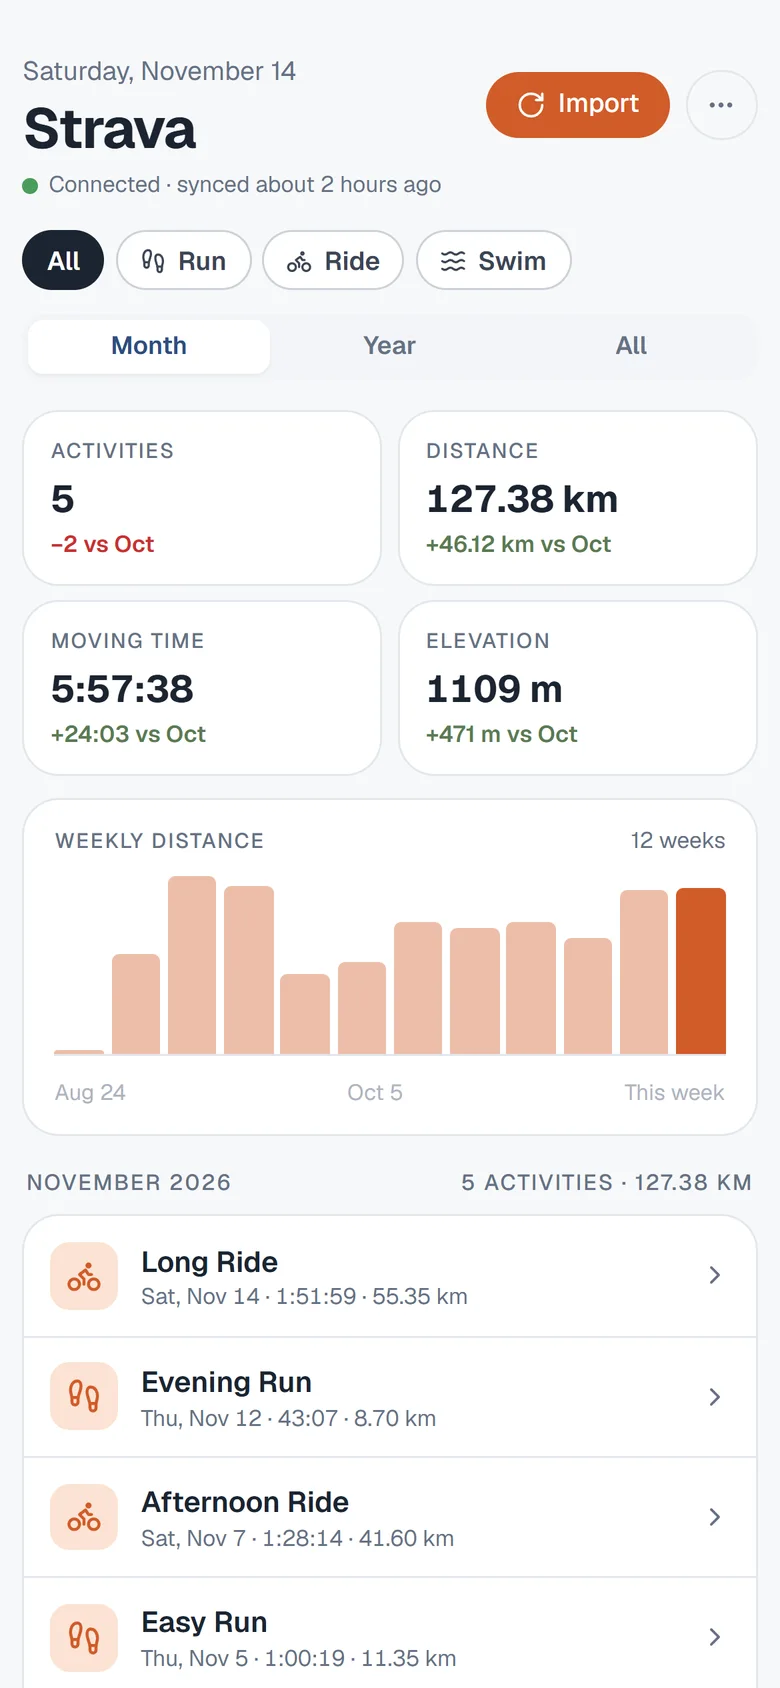 Saturday, November 14
Strava
Import
Connected · synced about 2 hours ago
All
Run
Ride
Swim
Month
Year
All
ACTIVITIES
5
−2 vs Oct
DISTANCE
127.38 km
+46.12 km vs Oct
MOVING TIME
5:57:38
+24:03 vs Oct
ELEVATION
1109 m
+471 m vs Oct
WEEKLY DISTANCE
12 weeks
Aug 24
Oct 5
This week
NOVEMBER 2026
5 ACTIVITIES · 127.38 KM
Long Ride
Sat, Nov 14 · 1:51:59 · 55.35 km
Evening Run
Thu, Nov 12 · 43:07 · 8.70 km
Afternoon Ride
Sat, Nov 7 · 1:28:14 · 41.60 km
Easy Run
Thu, Nov 5 · 1:00:19 · 11.35 km